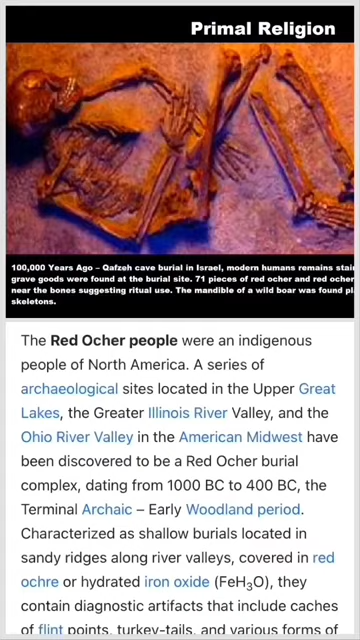 Primal Religion
100,000 Years Ago – Qafzeh cave burial in Israel, modern humans remains stai
grave goods were found at the burial site. 71 pieces of red ocher and red ocher
near the bones suggesting ritual use. The mandible of a wild boar was found pl
skeletons.
The Red Ocher people were an indigenous
people of North America. A series of
archaeological sites located in the Upper Great
Lakes, the Greater Illinois River Valley, and the
Ohio River Valley in the American Midwest have
been discovered to be a Red Ocher burial
complex, dating from 1000 BC to 400 BC, the
Terminal Archaic – Early Woodland period.
Characterized as shallow burials located in
sandy ridges along river valleys, covered in red
ochre or hydrated iron oxide (FeH₃O), they
contain diagnostic artifacts that include caches
of flint points, turkey-tails, and various forms of